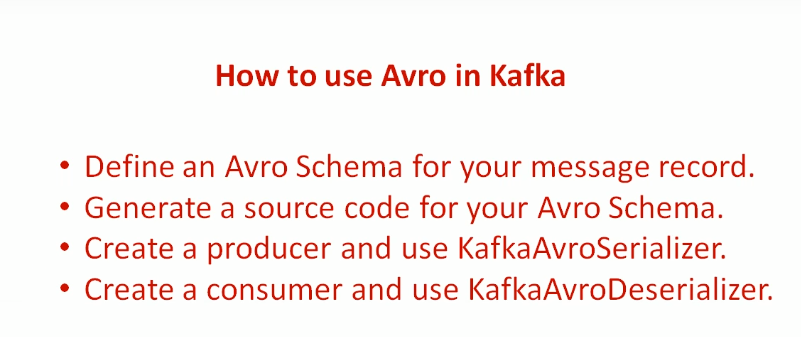 How to use Avro in Kafka
• Define an Avro Schema for your message record.
• Generate a source code for your Avro Schema.
• Create a producer and use KafkaAvroSerializer.
• Create a consumer and use KafkaAvroDeserializer.